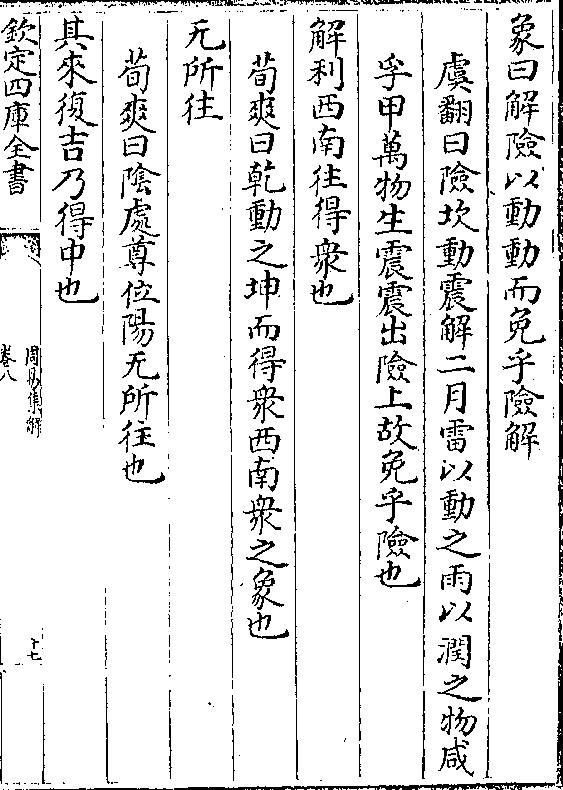 彖曰解險以動動而免乎險解
虞翻曰險坎動震解二月雷以動之雨以潤之物咸
孚甲萬物生震震出險上故免乎險也
解利西南往得衆也
荀爽曰乾動之坤而得衆西南衆之象也
无所往
荀爽曰陰處尊位陽无所往也
其來復吉乃得中也
欽定四庫全書
周易集解
卷八
十七